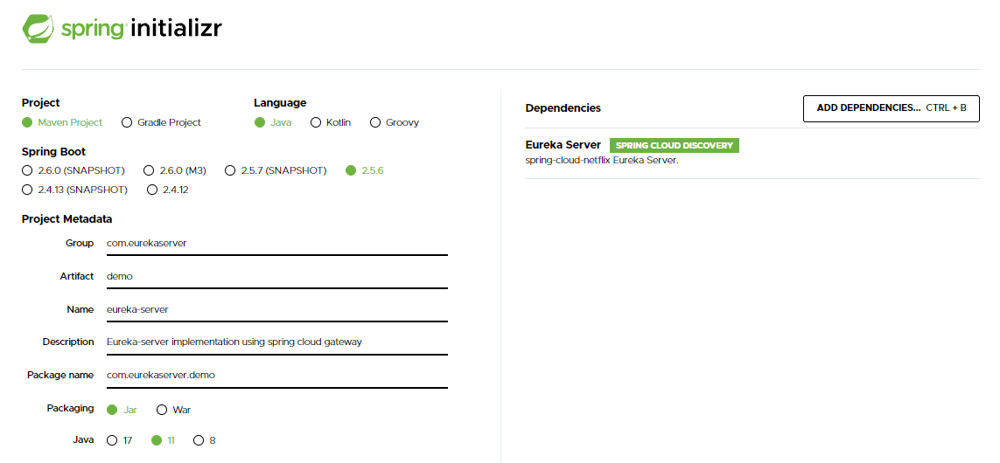 spring initializr
Project
Maven Project Gradle Project
Language
Java Kotlin Groovy
Spring Boot
2.6.0 (SNAPSHOT) 2.6.0 (M3) 2.5.7 (SNAPSHOT) 2.5.6
2.4.13 (SNAPSHOT) 2.4.12
Project Metadata
Group com.eurekaserver
Artifact demo
Name eureka-server
Description Eureka-server implementation using spring cloud gateway
Package name com.eurekaserver.demo
Packaging Jar War
Java 17 11 8
Dependencies ADD DEPENDENCIES... CTRL + B
Eureka Server SPRING CLOUD DISCOVERY
spring-cloud-netflix Eureka Server.